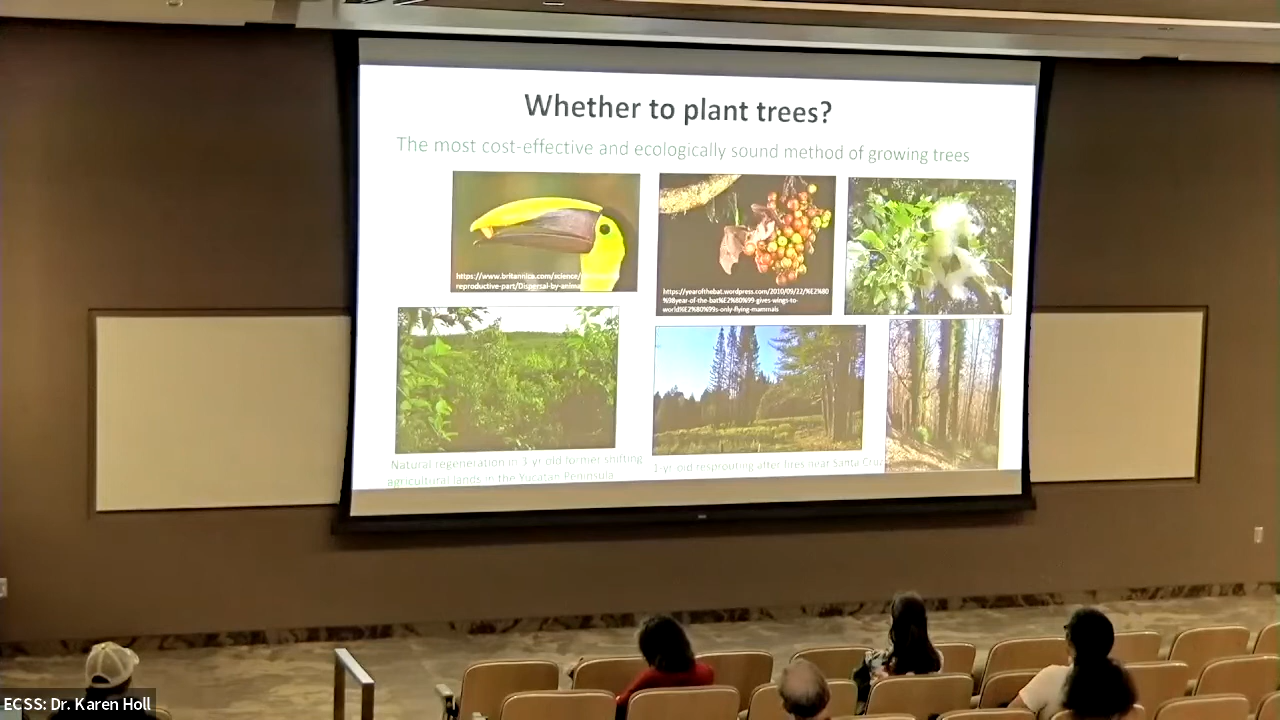 Whether to plant trees?
The most cost-effective and ecologically sound method of growing trees
https://www.britannica.com/science/
reproductive-part/Dispersal-by-anima
https://yearofthebat.wordpress.com/2010/09/22/%E2%80
%98year-of-the-bat%E2%80%99-gives-wings-to-
world%E2%80%99s-only-flying-mammals
Natural regeneration in 3 yr old former shifting
agricultural lands in the Yucatan Peninsula
1-yr old resprouting after fires near Santa Cruz
ECSS: Dr. Karen Holl